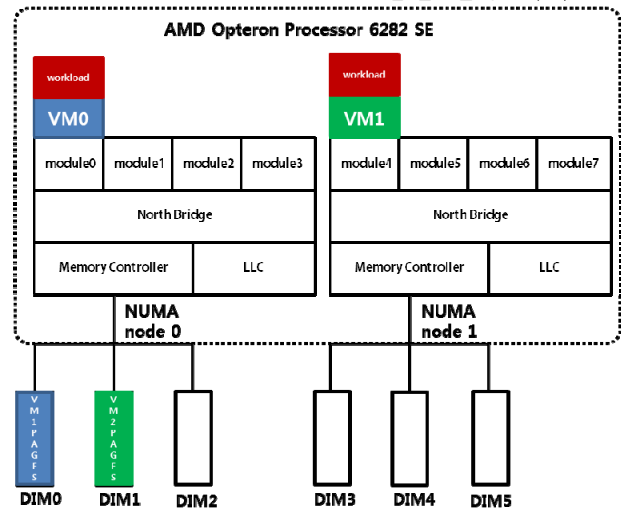 AMD Opteron Processor 6282 SE
workload
workload
VM0
VM1
module0 module1 module2 module3
module4 module5 module6 module7
North Bridge
North Bridge
Memory Controller LLC
Memory Controller LLC
NUMA
node 0
NUMA
node 1
VM1PAGFS
VM2PAGFS
DIM0 DIM1 DIM2
DIM3 DIM4 DIM5